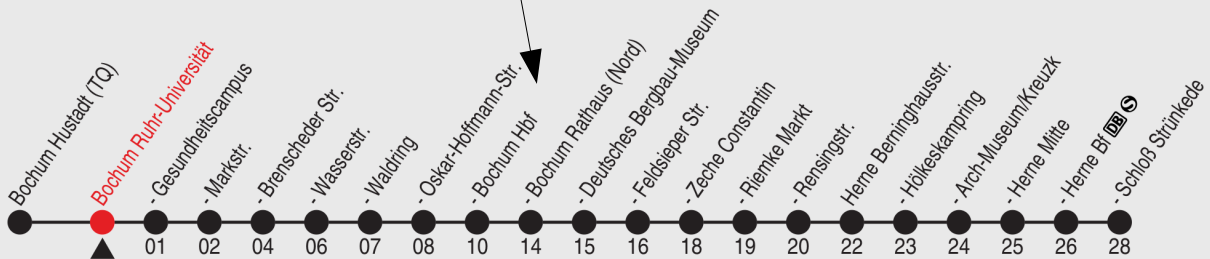 Bochum Hustadt (TQ)
Bochum Ruhr-Universität
- Gesundheitscampus
- Markstr.
- Brenscheder Str.
- Wasserstr.
- Waldring
- Oskar-Hoffmann-Str.
- Bochum Hbf
- Bochum Rathaus (Nord)
- Deutsches Bergbau-Museum
- Feldsieper Str.
- Zeche Constantin
- Riemke Markt
- Rensingstr.
Herne Berninghausstr.
- Hölkeskampring
- Arch-Museum/Kreuzk
- Herne Mitte
- Herne Bf DB S
- Schloß Strünkede
01 02 04 06 07 08 10 14 15 16 18 19 20 22 23 24 25 26 28